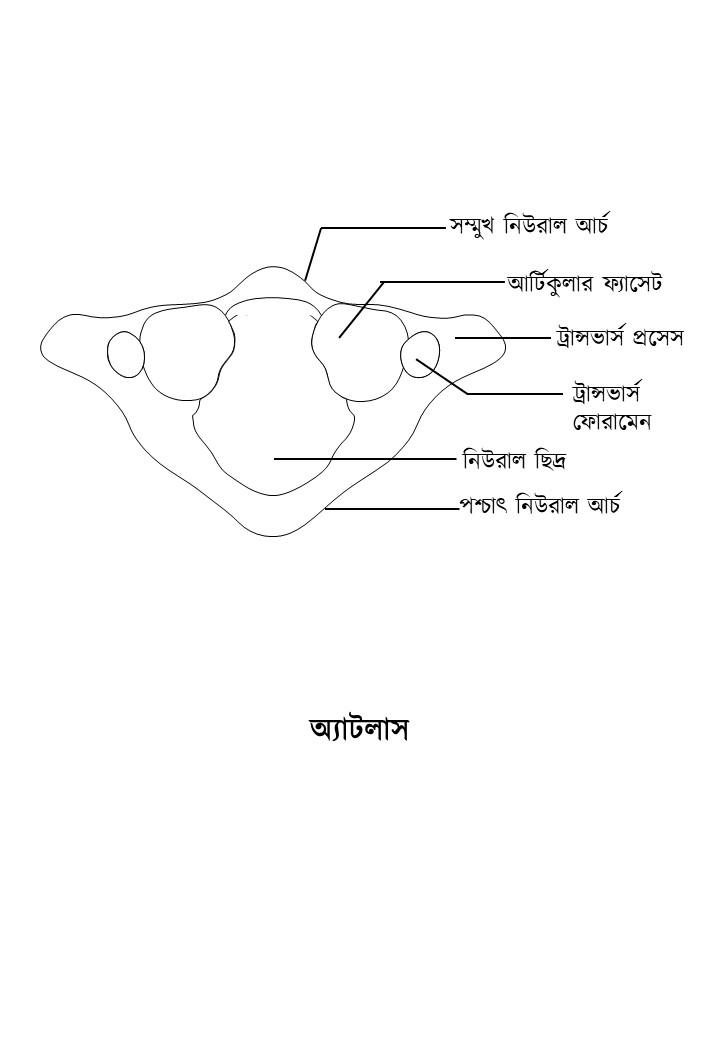 সম্মুখ নিউরাল আর্চ
আর্টিকুলার ফ্যাসেট
ট্রান্সভার্স প্রসেস
ট্রান্সভার্স
ফোরামেন
নিউরাল ছিদ্র
পশ্চাৎ নিউরাল আর্চ
অ্যাটলাস